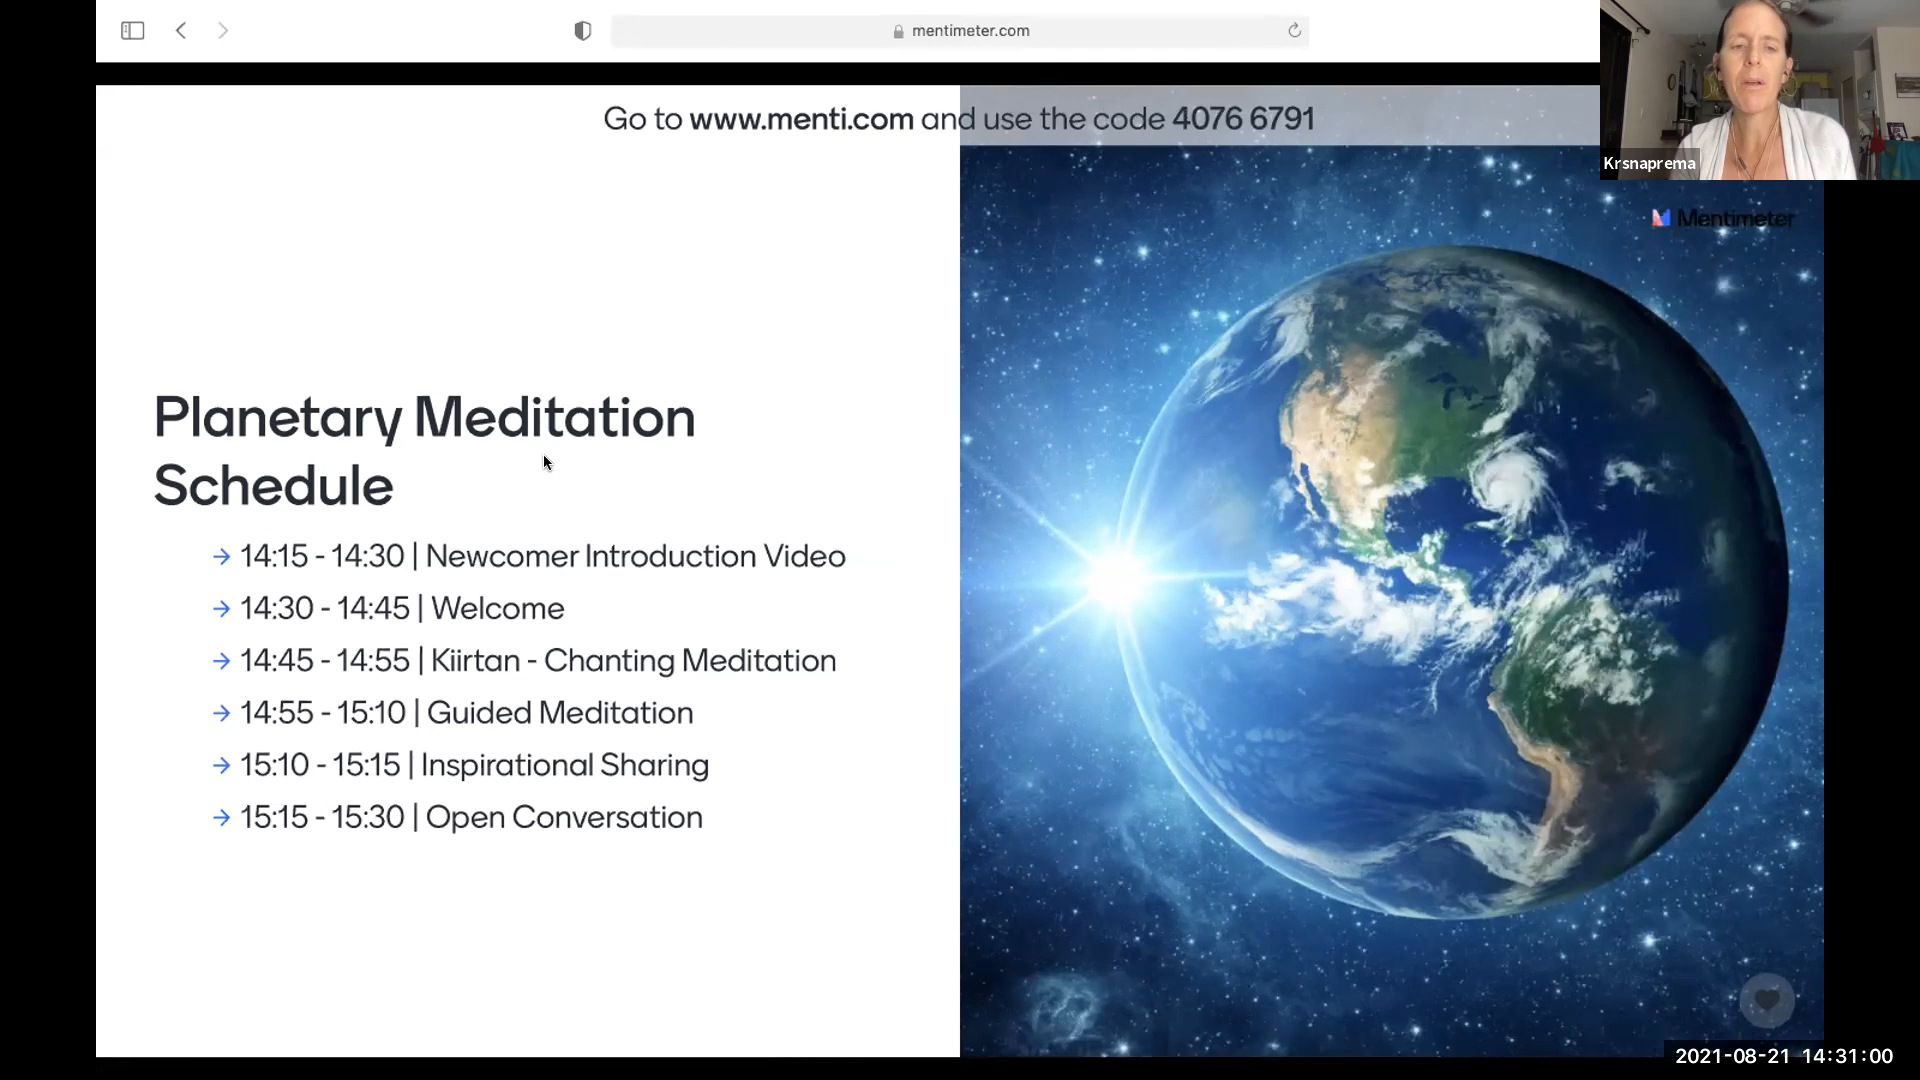 mentimeter.com
Go to www.menti.com and use the code 4076 6791
Krsnaprema
Mentimeter
Planetary Meditation
Schedule
→ 14:15 - 14:30 | Newcomer Introduction Video
→ 14:30 - 14:45 | Welcome
→ 14:45 - 14:55 | Kiirtan - Chanting Meditation
→ 14:55 - 15:10 | Guided Meditation
→ 15:10 - 15:15 | Inspirational Sharing
→ 15:15 - 15:30 | Open Conversation
2021-08-21 14:31:00